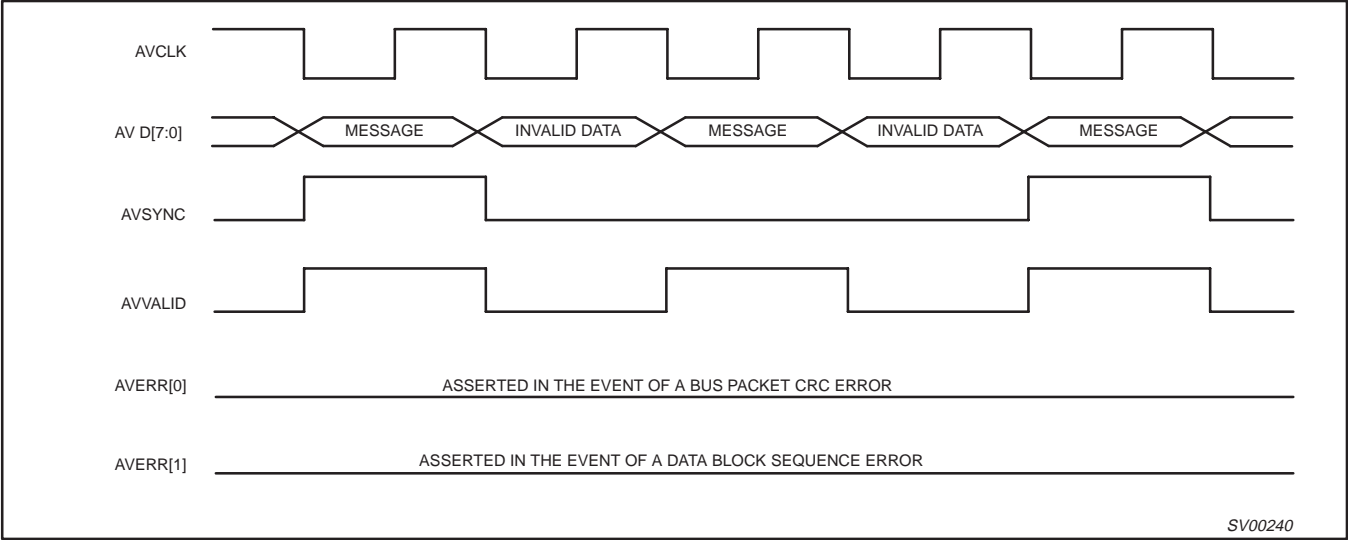 AVCLK
AV D[7:0] MESSAGE INVALID DATA MESSAGE INVALID DATA MESSAGE
AVSYNC
AVVALID
AVERR[0] ASSERTED IN THE EVENT OF A BUS PACKET CRC ERROR
AVERR[1] ASSERTED IN THE EVENT OF A DATA BLOCK SEQUENCE ERROR
SV00240